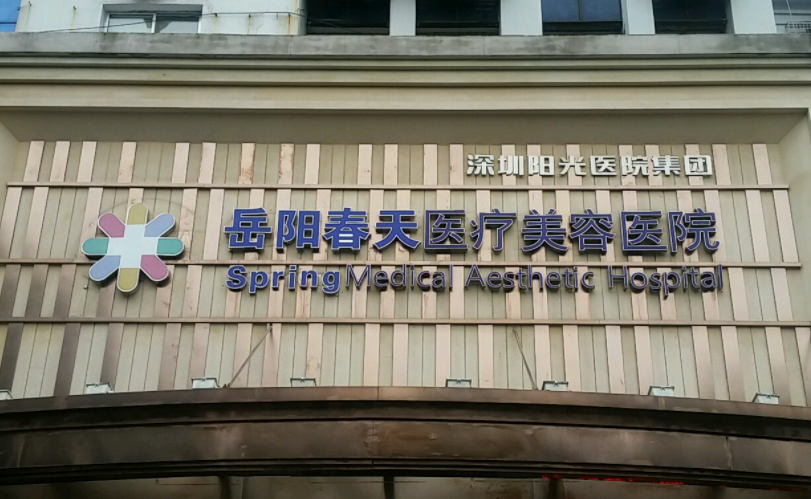 深圳阳光医院集团
岳阳春天医疗美容医院
Spring Medical Aesthetic Hospital